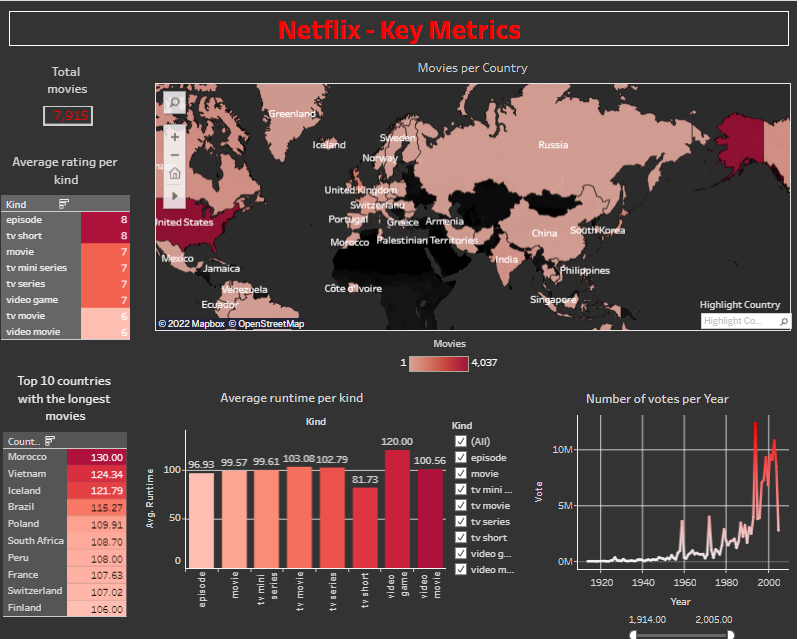 Netflix - Key Metrics
Total
movies
7,915
Average rating per
kind
Kind
episode 8
tv short 8
movie 7
tv mini series 7
tv series 7
video game 7
tv movie 6
video movie 6
Movies per Country
Greenland
Iceland
Sweden
Norway
Russia
United Kingdom
Switzerland
Portugal
Greece
Armenia
United States
China
South Korea
Morocco
Palestinian Territories
Mexico
Jamaica
India
Philippines
Venezuela
Côte d'Ivoire
Ecuador
Singapore
Highlight Country
Highlight Co...
© 2022 Mapbox © OpenStreetMap
Movies
1 4,037
Top 10 countries
with the longest
movies
Count..
Morocco 130.00
Vietnam 124.34
Iceland 121.79
Brazil 115.27
Poland 109.91
South Africa 108.70
Peru 108.00
France 107.63
Switzerland 107.02
Finland 106.00
Average runtime per kind
Kind
Avg. Runtime
100
50
0
96.93 99.57 99.61 103.08 102.79 81.73 120.00 100.56
episode
movie
tv mini
series
tv movie
tv series
tv short
video
game
video
movie
Kind
(All)
episode
movie
tv mini ...
tv movie
tv series
tv short
video g...
video m...
Number of votes per Year
Vote
10M
5M
0M
1920 1940 1960 1980 2000
Year
1,914.00 2,005.00